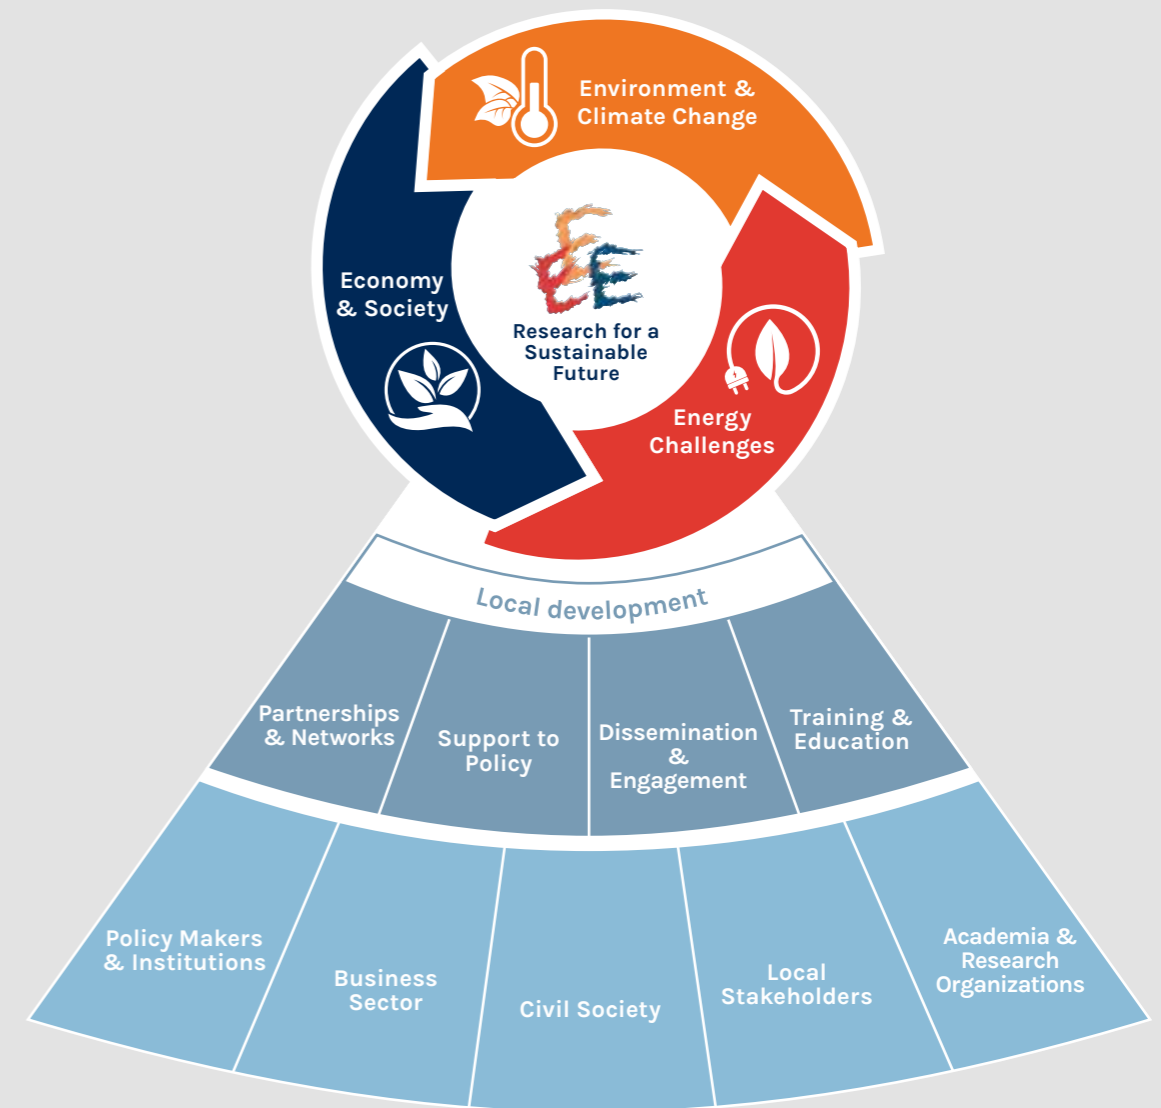 Environment &
Climate Change
Economy
& Society
EEE
Research for a
Sustainable
Future
Energy
Challenges
Local development
Partnerships
& Networks
Support to
Policy
Dissemination
&
Engagement
Training &
Education
Policy Makers
& Institutions
Business
Sector
Civil Society
Local
Stakeholders
Academia &
Research
Organizations